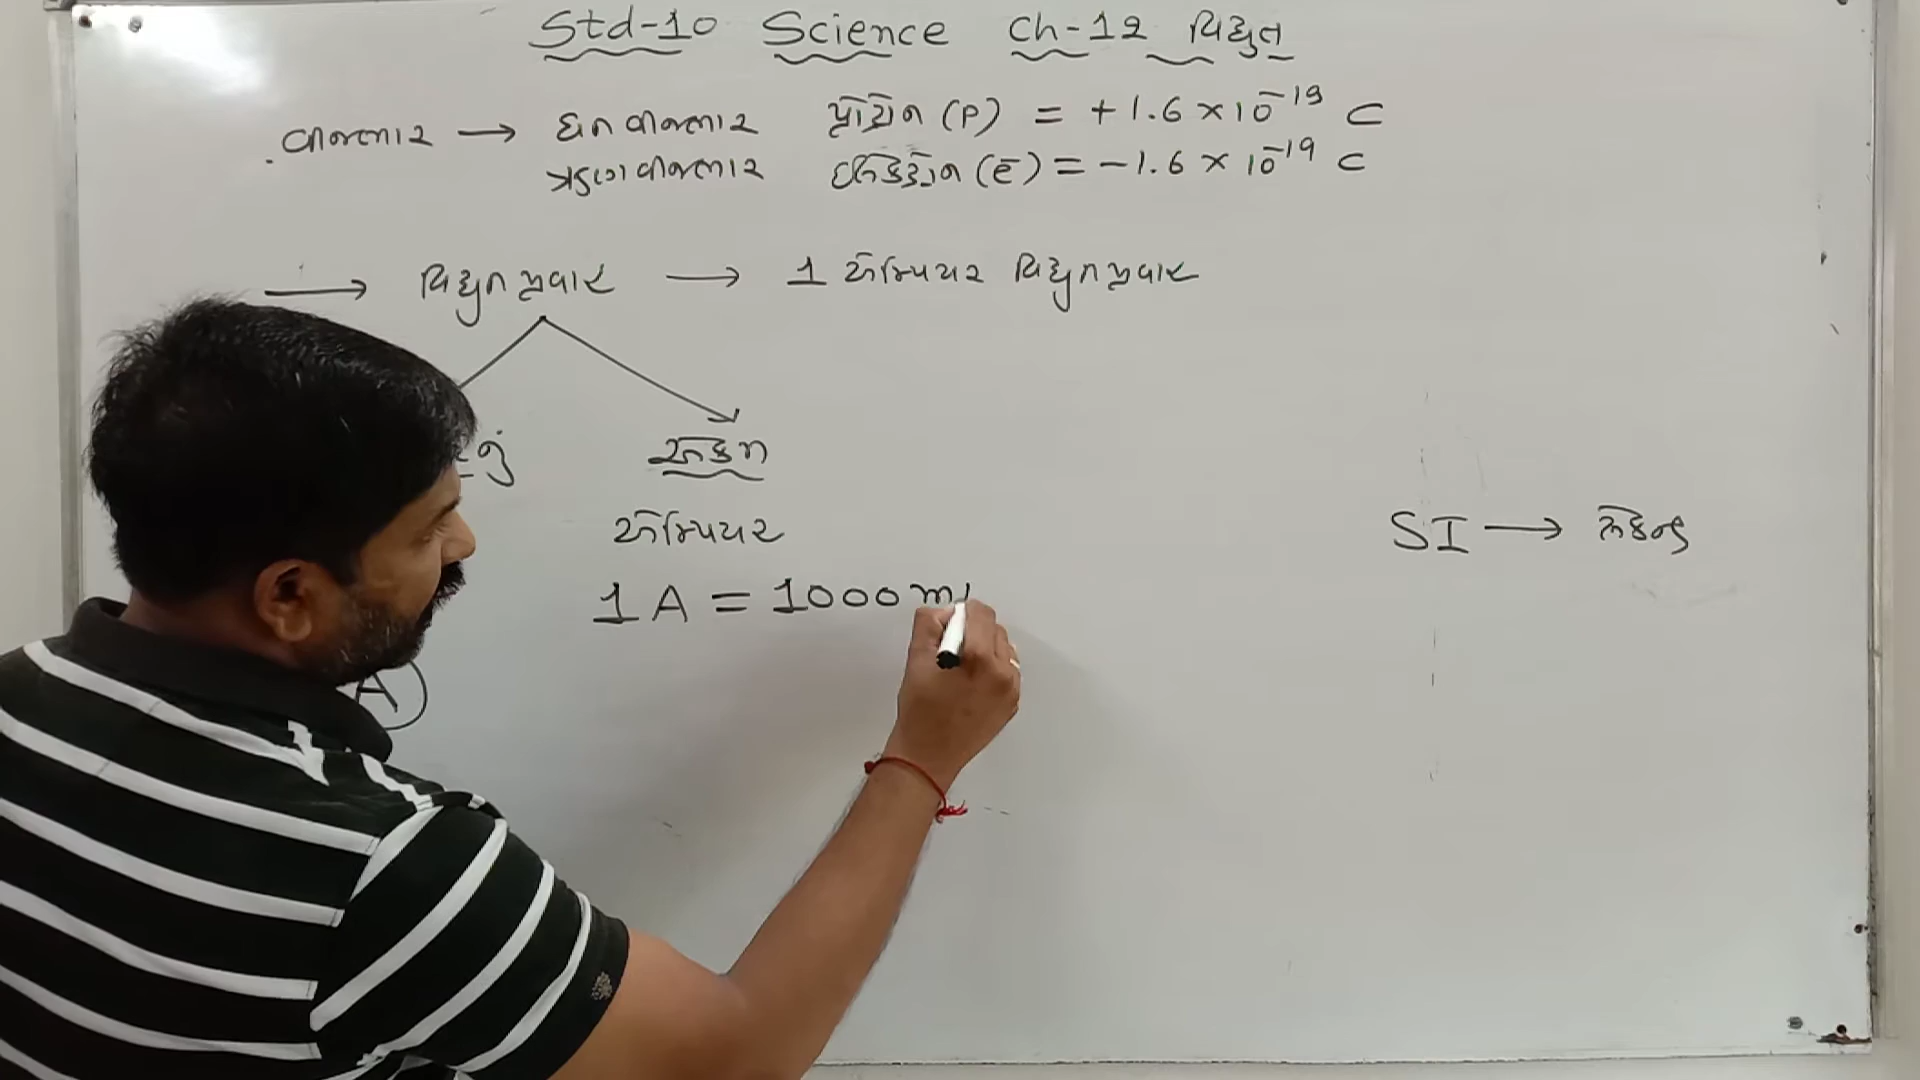 Std-10 Science Ch-12 વિદ્યુત
વીજભાર → ધન વીજભાર પ્રોટોન (P) = +1.6 × 10⁻¹⁹ C
ઋણ વીજભાર ઇલેક્ટ્રોન (e⁻) = -1.6 × 10⁻¹⁹ C
→ વિદ્યુતપ્રવાહ → 1 એમ્પિયર વિદ્યુતપ્રવાહ
એકમ
એમ્પિયર
SI → સેકન્ડ
1 A = 1000 m
A